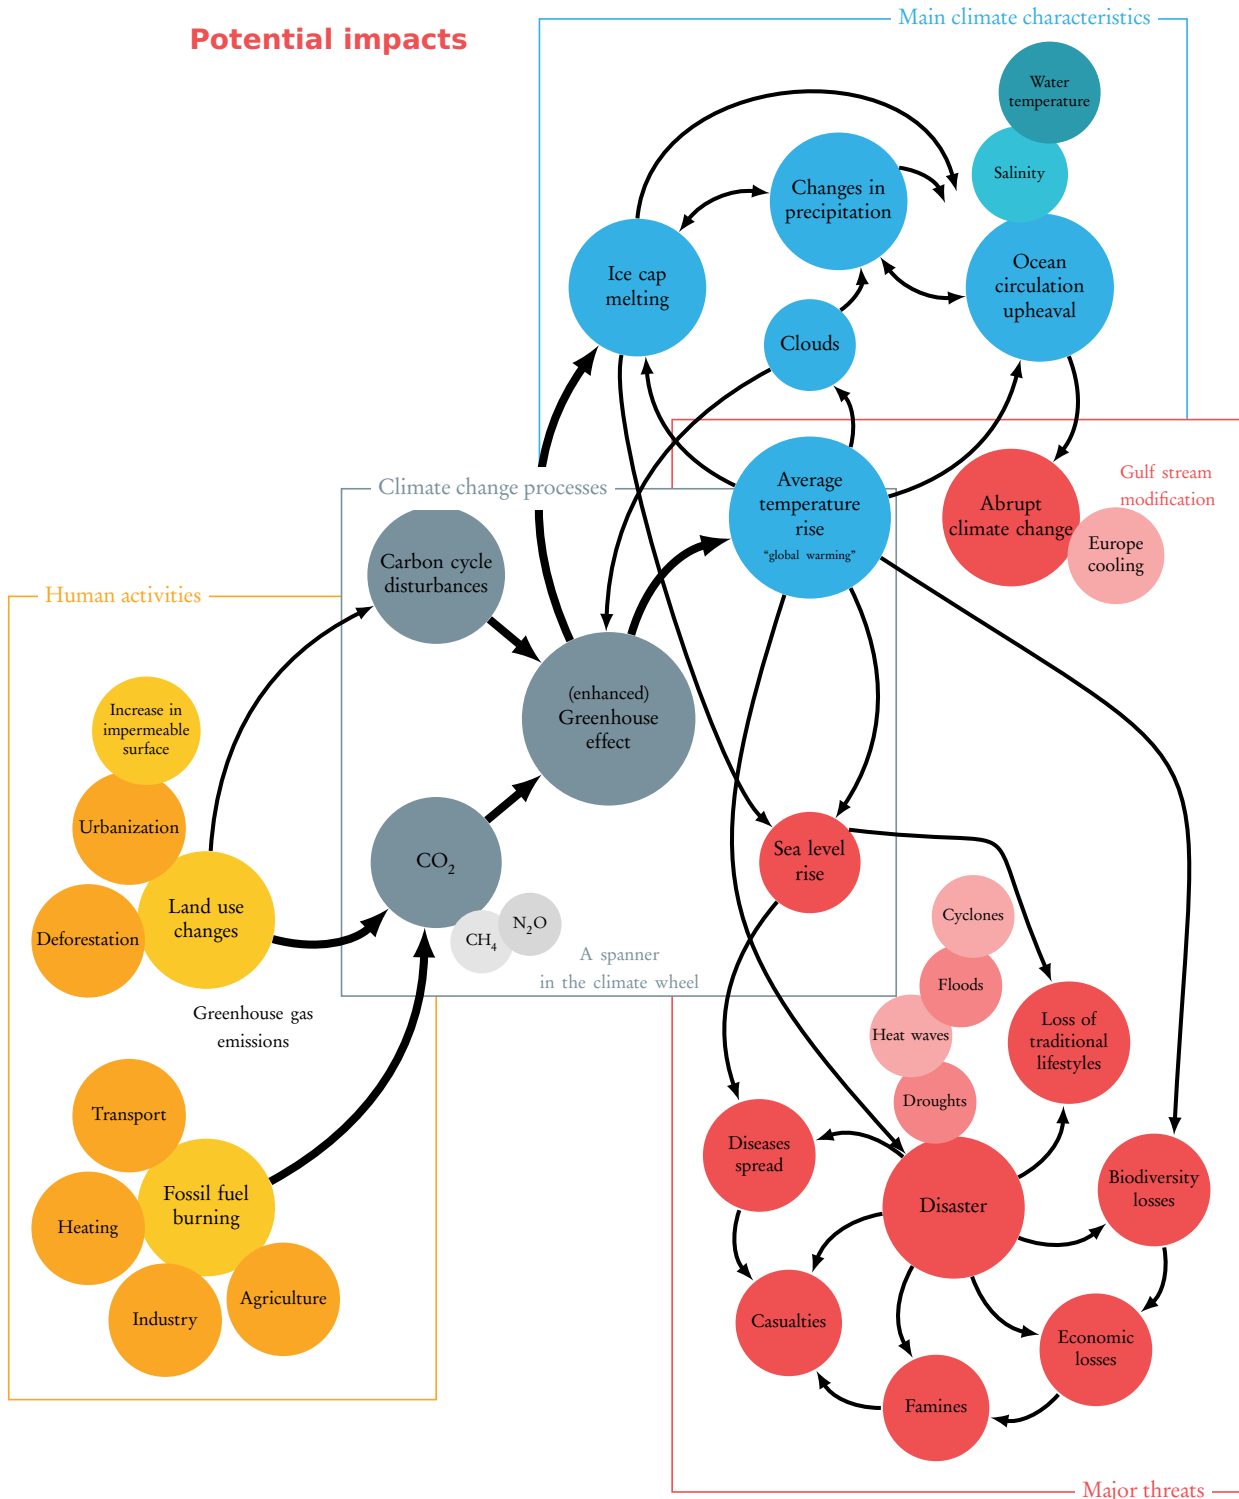 Potential impacts
Main climate characteristics
Water
temperature
Salinity
Changes in
precipitation
Ocean
circulation
upheaval
Ice cap
melting
Clouds
Average
temperature
rise
“global warming”
Gulf stream
modification
Abrupt
climate change
Europe
cooling
Climate change processes
Carbon cycle
disturbances
(enhanced)
Greenhouse
effect
CO2
CH4
N2O
A spanner
in the climate wheel
Human activities
Increase in
impermeable
surface
Urbanization
Land use
changes
Deforestation
Greenhouse gas
emissions
Transport
Fossil fuel
burning
Heating
Industry
Agriculture
Sea level
rise
Cyclones
Floods
Heat waves
Droughts
Loss of
traditional
lifestyles
Diseases
spread
Disaster
Biodiversity
losses
Casualties
Economic
losses
Famines
Major threats